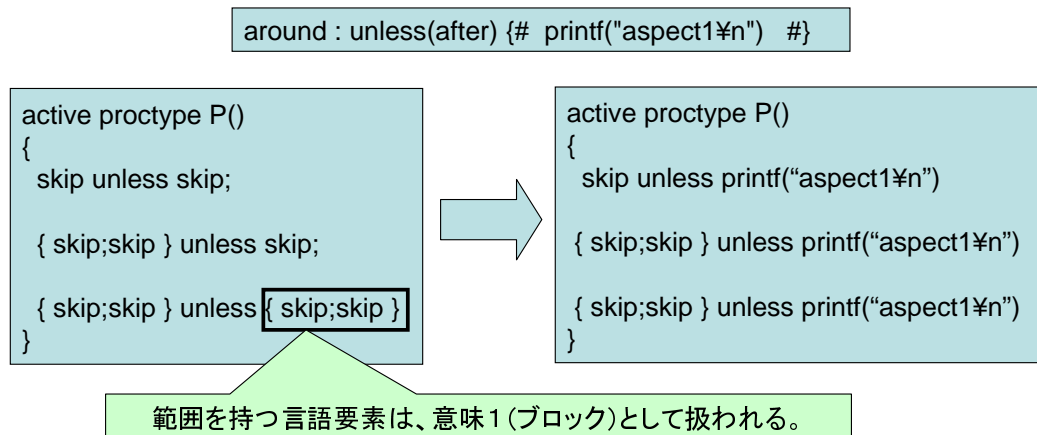 around : unless(after) {#  printf("aspect1¥n")   #}
active proctype P()
{
skip unless skip;
{ skip;skip } unless skip;
{ skip;skip } unless { skip;skip }
}
active proctype P()
{
skip unless printf(“aspect1¥n”)
{ skip;skip } unless printf(“aspect1¥n”)
{ skip;skip } unless printf(“aspect1¥n”)
}
範囲を持つ言語要素は、意味１（ブロック）として扱われる。